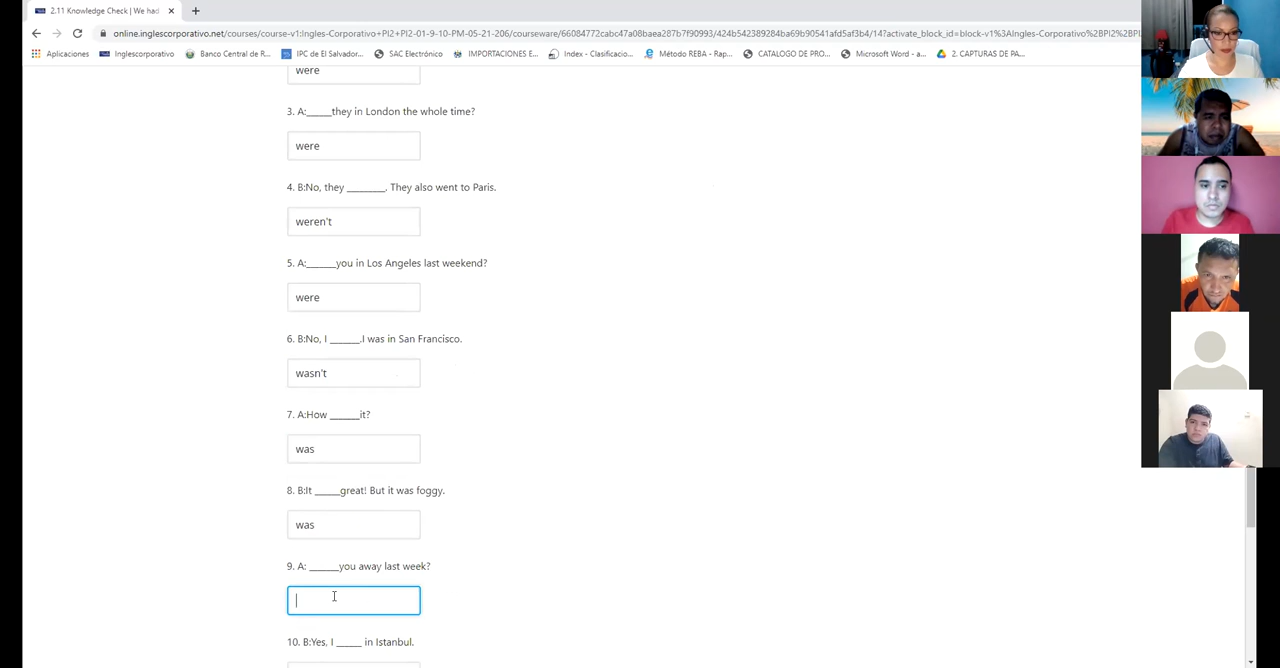 2.11 Knowledge Check | We had
online.inglescorporativo.net/courses/course-v1:Ingles-Corporativo+PI2+PI2-01-9-10-PM-05-21-206/courseware/66084772cabc47a08baea287b7f90993/424b542389284ba69b90541afd5af3b4/14?activate_block_id=block-v1%3AIngles-Corporativo%2BPI2%2BPI.
Aplicaciones Inglescorporativo Banco Central de R... IPC de El Salvador... SAC Electrónico IMPORTACIONES E... Index - Clasificacio... Método REBA - Rap... CATALOGO DE PRO... Microsoft Word - a... 2. CAPTURAS DE PA...
were
3. A:_____they in London the whole time?
were
4. B:No, they ________. They also went to Paris.
weren't
5. A:______you in Los Angeles last weekend?
were
6. B:No, I ______.I was in San Francisco.
wasn't
7. A:How ______it?
was
8. B:It _____great! But it was foggy.
was
9. A: ______you away last week?
10. B:Yes, I _____ in Istanbul.